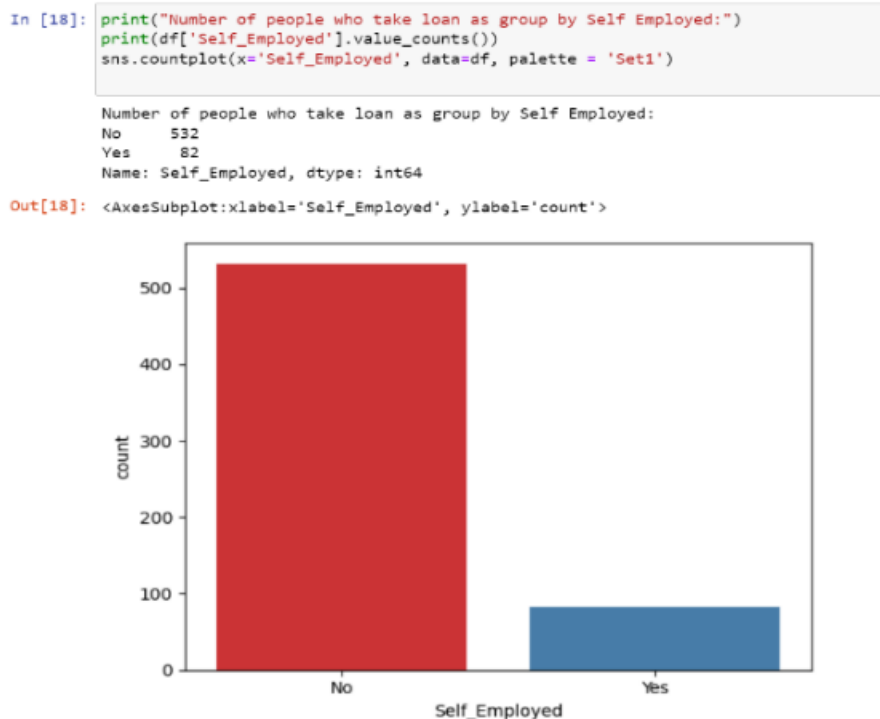 In [18]: print("Number of people who take loan as group by Self Employed:")
print(df['Self_Employed'].value_counts())
sns.countplot(x='Self_Employed', data=df, palette = 'Set1')
Number of people who take loan as group by Self Employed:
No 532
Yes 82
Name: Self_Employed, dtype: int64
Out[18]: <AxesSubplot:xlabel='Self_Employed', ylabel='count'>
500
400
300
200
100
0
count
No Yes
Self_Employed